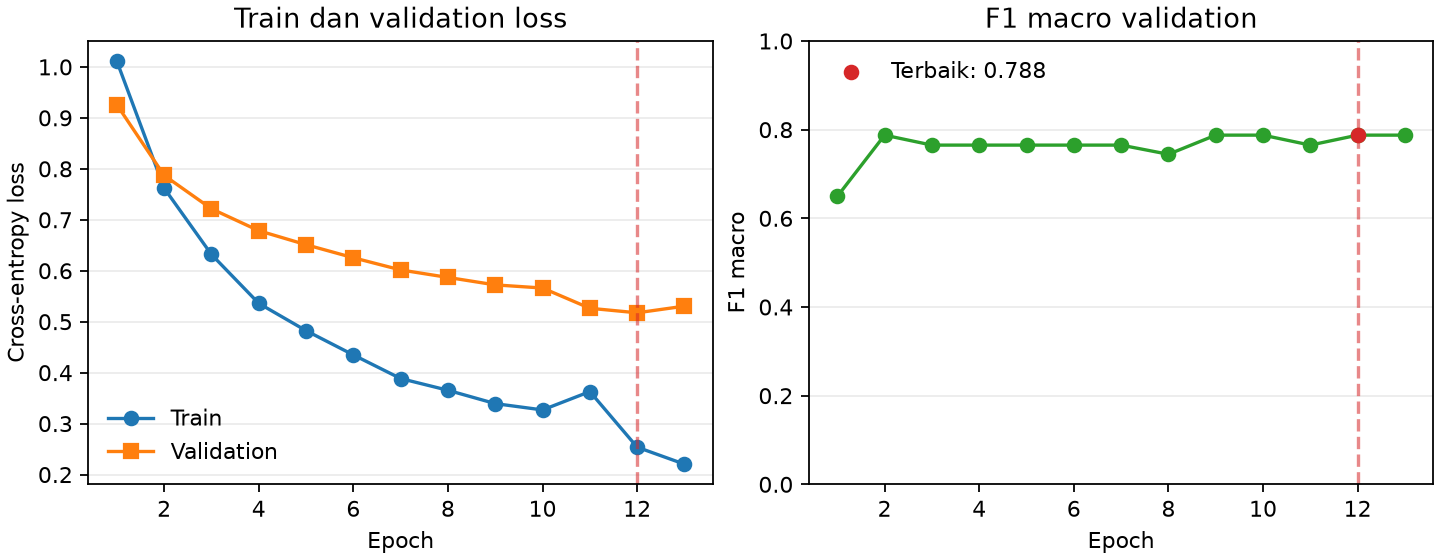 Train dan validation loss
Cross-entropy loss
1.0
0.9
0.8
0.7
0.6
0.5
0.4
0.3
0.2
Train
Validation
2 4 6 8 10 12
Epoch
F1 macro validation
F1 macro
1.0
0.8
0.6
0.4
0.2
0.0
Terbaik: 0.788
2 4 6 8 10 12
Epoch